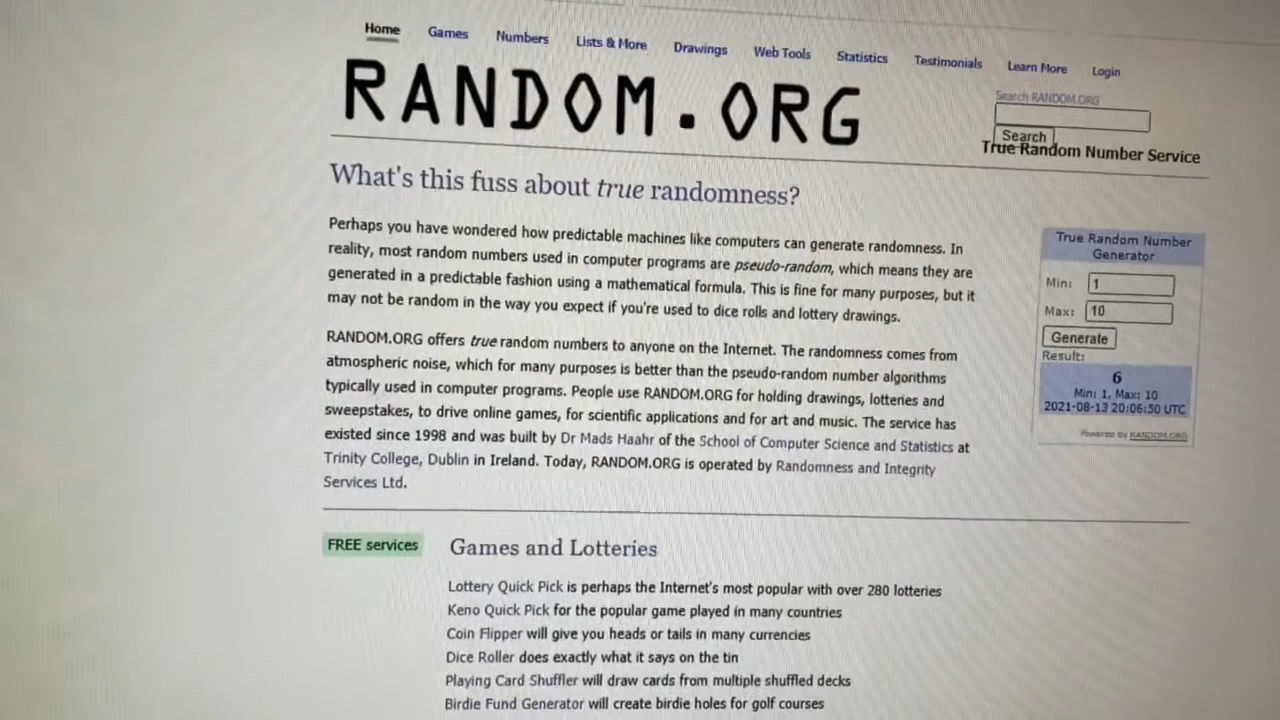 Home Games Numbers Lists & More Drawings Web Tools Statistics Testimonials Learn More Login
RANDOM.ORG
Search RANDOM.ORG
Search
True Random Number Service
What's this fuss about true randomness?
Perhaps you have wondered how predictable machines like computers can generate randomness. In
reality, most random numbers used in computer programs are pseudo-random, which means they are
generated in a predictable fashion using a mathematical formula. This is fine for many purposes, but it
may not be random in the way you expect if you're used to dice rolls and lottery drawings.
RANDOM.ORG offers true random numbers to anyone on the Internet. The randomness comes from
atmospheric noise, which for many purposes is better than the pseudo-random number algorithms
typically used in computer programs. People use RANDOM.ORG for holding drawings, lotteries and
sweepstakes, to drive online games, for scientific applications and for art and music. The service has
existed since 1998 and was built by Dr Mads Haahr of the School of Computer Science and Statistics at
Trinity College, Dublin in Ireland. Today, RANDOM.ORG is operated by Randomness and Integrity
Services Ltd.
True Random Number
Generator
Min: 1
Max: 10
Generate
Result:
6
Min: 1, Max: 10
2021-08-13 20:06:50 UTC
Powered by RANDOM.ORG
FREE services
Games and Lotteries
Lottery Quick Pick is perhaps the Internet's most popular with over 280 lotteries
Keno Quick Pick for the popular game played in many countries
Coin Flipper will give you heads or tails in many currencies
Dice Roller does exactly what it says on the tin
Playing Card Shuffler will draw cards from multiple shuffled decks
Birdie Fund Generator will create birdie holes for golf courses